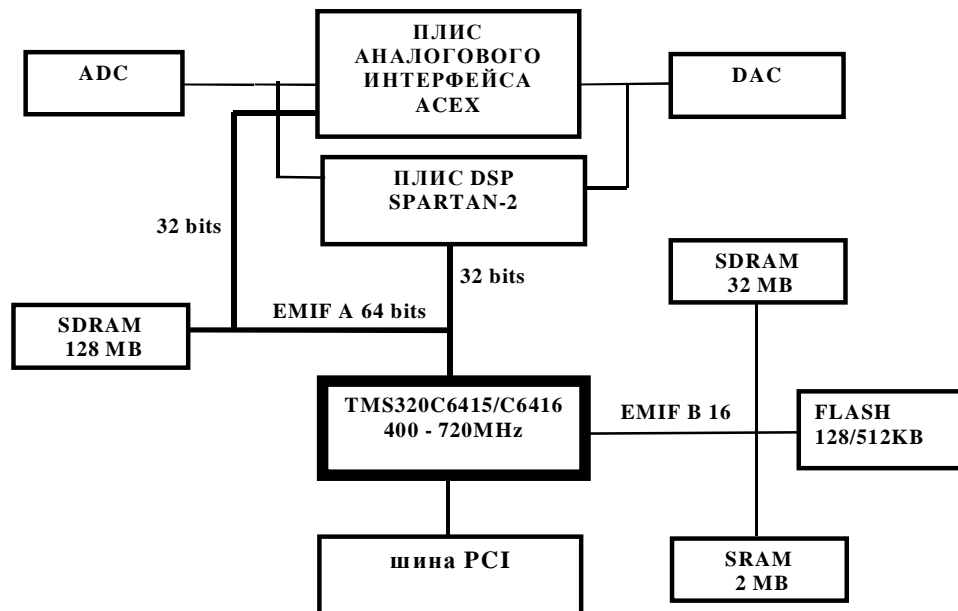 ПЛИС
АНАЛОГОВОГО
ИНТЕРФЕЙСА
ACEX
ADC
DAC
ПЛИС DSP
SPARTAN-2
32 bits
32 bits
SDRAM
32 MB
EMIF A 64 bits
SDRAM
128 MB
TMS320C6415/C6416
400 - 720MHz
EMIF B 16
FLASH
128/512KB
шина PCI
SRAM
2 MB